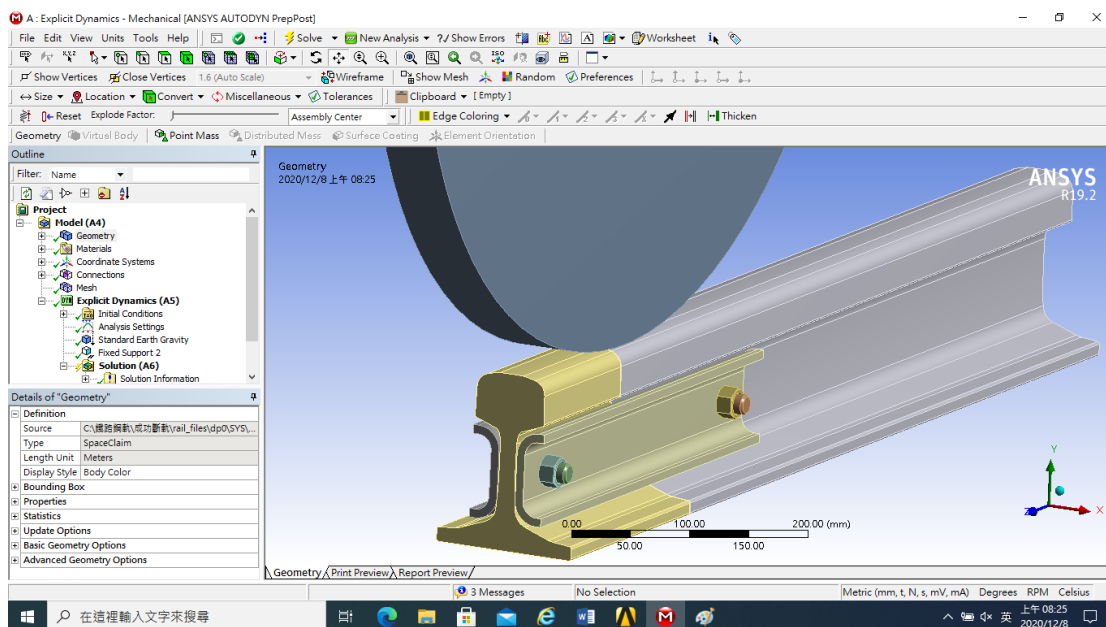 A : Explicit Dynamics - Mechanical [ANSYS AUTODYN PrepPost]
File Edit View Units Tools Help Solve New Analysis ?/ Show Errors Worksheet
Show Vertices Close Vertices 1.6 (Auto Scale) Wireframe Show Mesh Random Preferences
Size Location Convert Miscellaneous Tolerances Clipboard [ Empty ]
Reset Explode Factor: Assembly Center Edge Coloring Thicken
Geometry Virtual Body Point Mass Distributed Mass Surface Coating Element Orientation
Outline
Filter: Name
Project
Model (A4)
Geometry
Materials
Coordinate Systems
Connections
Mesh
Explicit Dynamics (A5)
Initial Conditions
Analysis Settings
Standard Earth Gravity
Fixed Support 2
Solution (A6)
Solution Information
Details of "Geometry"
Definition
Source C:\鐵路鋼軌\成功斷軌\rail_files\dp0\SYS\...
Type SpaceClaim
Length Unit Meters
Display Style Body Color
Bounding Box
Properties
Statistics
Update Options
Basic Geometry Options
Advanced Geometry Options
Geometry
2020/12/8 上午 08:25
ANSYS
R19.2
Y
X
Z
0.00 100.00 200.00 (mm)
50.00 150.00
Geometry Print Preview Report Preview
3 Messages No Selection Metric (mm, t, N, s, mV, mA) Degrees RPM Celsius
在這裡輸入文字來搜尋
英
上午 08:25
2020/12/8